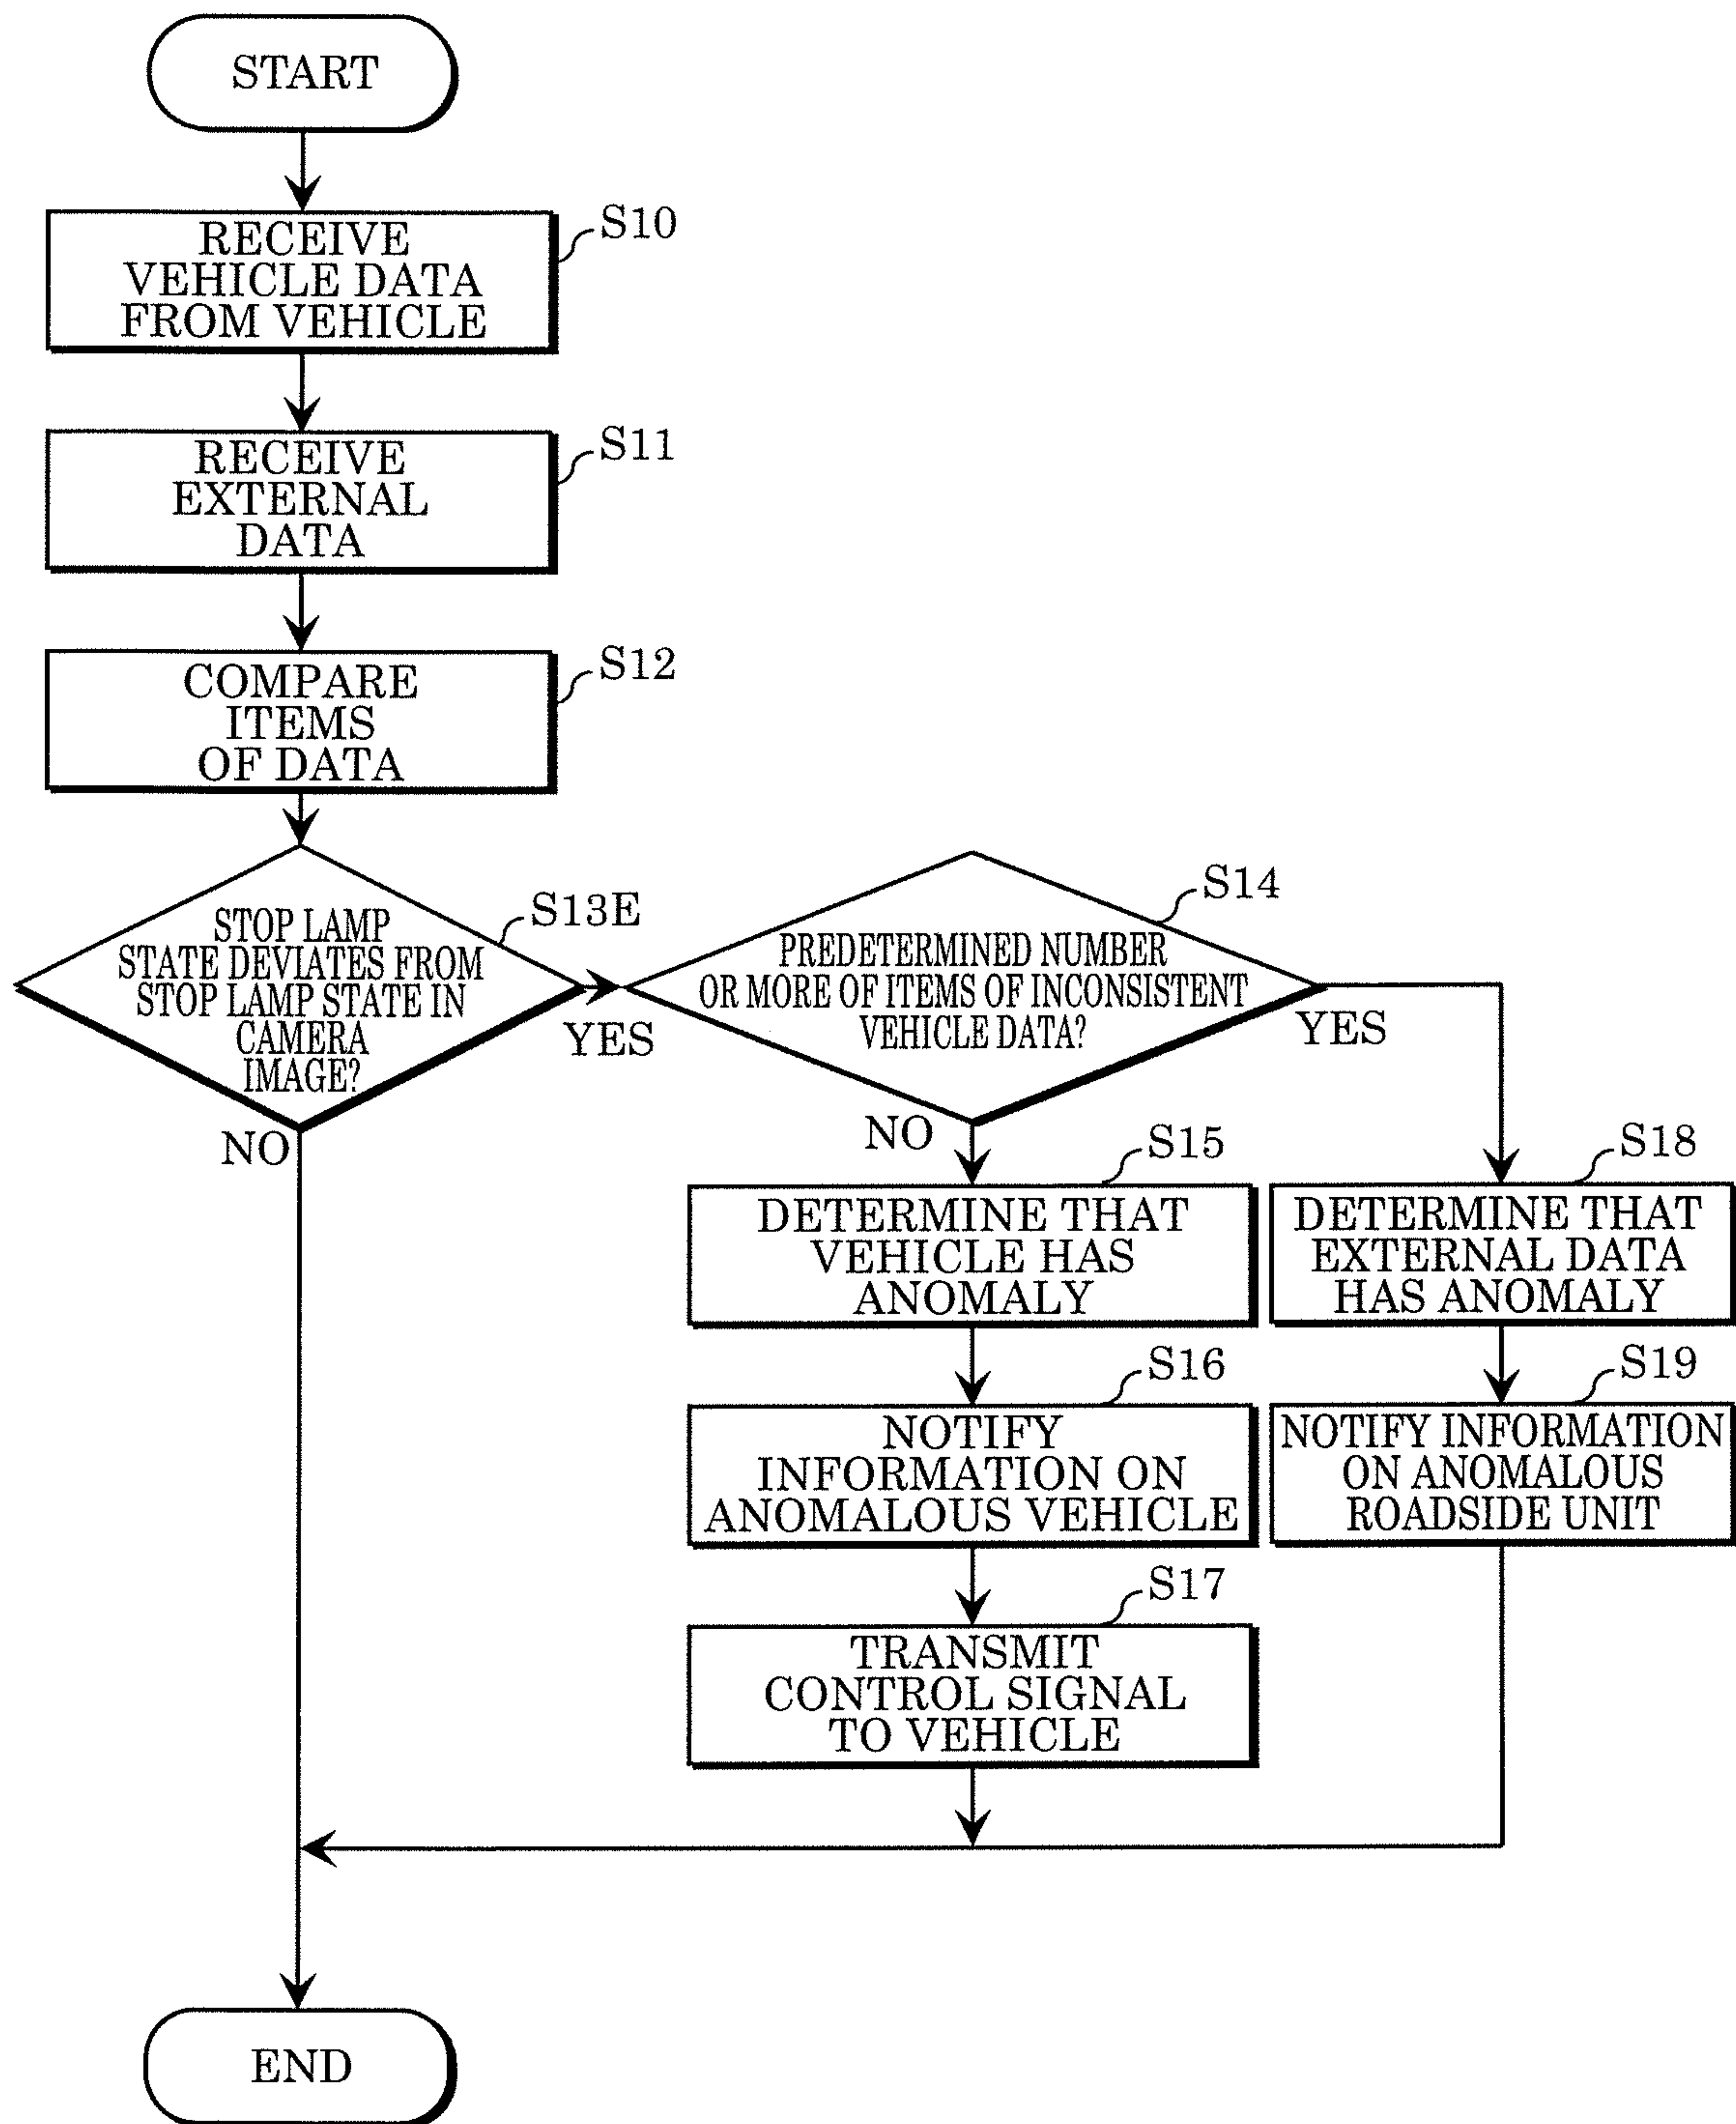 START
S10
RECEIVE
VEHICLE DATA
FROM VEHICLE
S11
RECEIVE
EXTERNAL
DATA
S12
COMPARE
ITEMS
OF DATA
S13E
STOP LAMP
STATE DEVIATES FROM
STOP LAMP STATE IN
CAMERA
IMAGE?
YES
NO
S14
PREDETERMINED NUMBER
OR MORE OF ITEMS OF INCONSISTENT
VEHICLE DATA?
YES
NO
S15
DETERMINE THAT
VEHICLE HAS
ANOMALY
S18
DETERMINE THAT
EXTERNAL DATA
HAS ANOMALY
S16
NOTIFY
INFORMATION ON
ANOMALOUS VEHICLE
S19
NOTIFY INFORMATION
ON ANOMALOUS
ROADSIDE UNIT
S17
TRANSMIT
CONTROL SIGNAL
TO VEHICLE
END